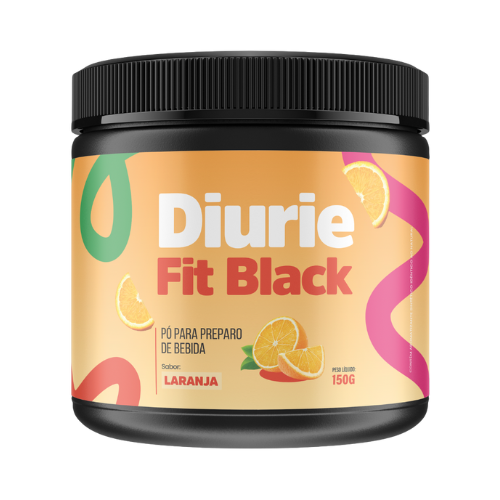 Diurie
Fit Black
PÓ PARA PREPARO
DE BEBIDA
Sabor:
LARANJA
PESO LÍQUIDO
150G